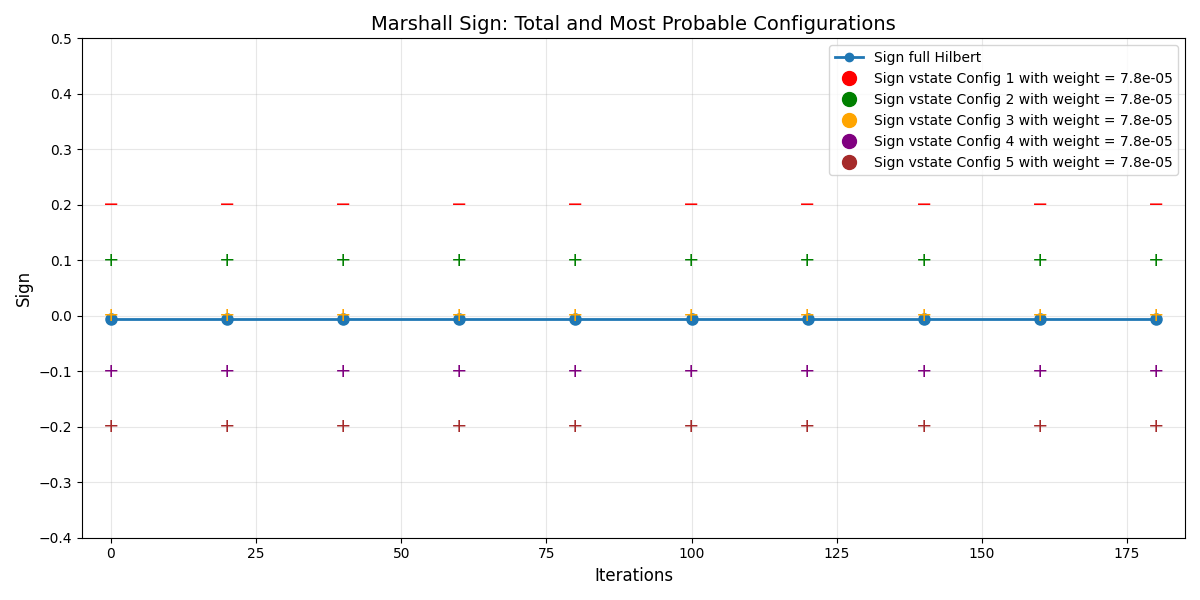 Marshall Sign: Total and Most Probable Configurations
Sign
0.5
0.4
0.3
0.2
0.1
0.0
−0.1
−0.2
−0.3
−0.4
Sign full Hilbert
Sign vstate Config 1 with weight = 7.8e-05
Sign vstate Config 2 with weight = 7.8e-05
Sign vstate Config 3 with weight = 7.8e-05
Sign vstate Config 4 with weight = 7.8e-05
Sign vstate Config 5 with weight = 7.8e-05
0 25 50 75 100 125 150 175
Iterations